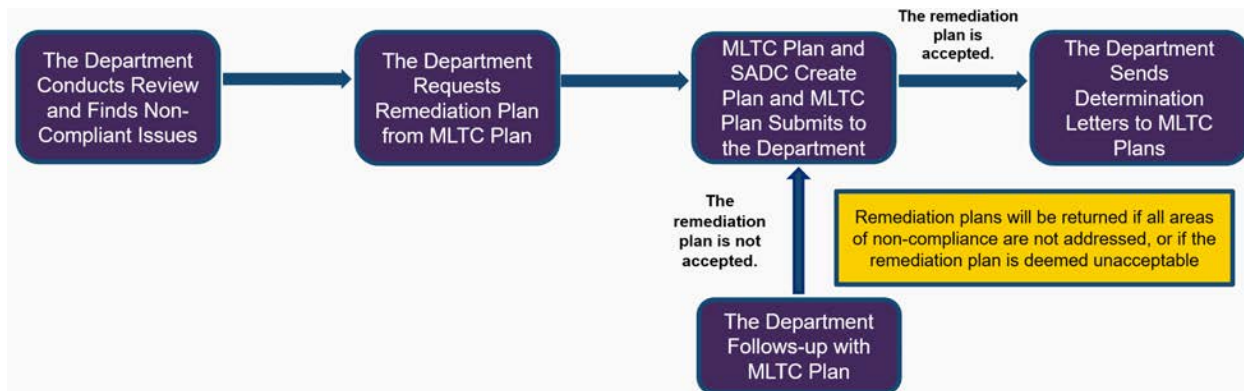 The Department
Conducts Review
and Finds Non-
Compliant Issues
The Department
Requests
Remediation Plan
from MLTC Plan
MLTC Plan and
SADC Create
Plan and MLTC
Plan Submits to
the Department
The remediation
plan is
accepted.
The Department
Sends
Determination
Letters to MLTC
Plans
The
remediation
plan is not
accepted.
Remediation plans will be returned if all areas
of non-compliance are not addressed, or if the
remediation plan is deemed unacceptable
The Department
Follows-up with
MLTC Plan